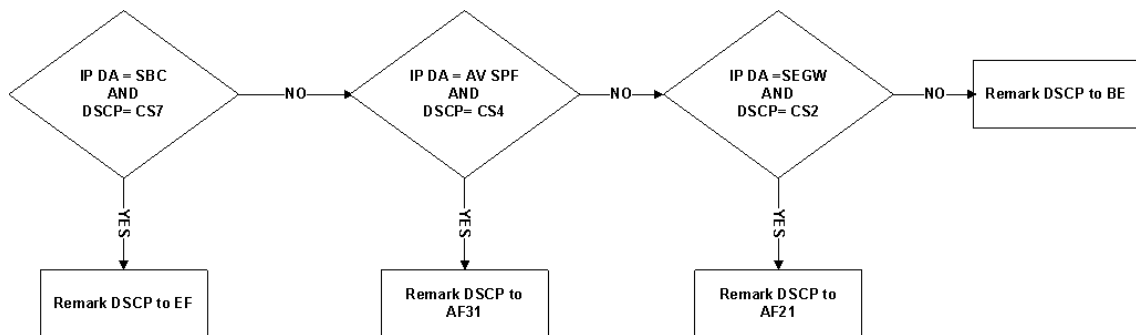 IP DA = SBC
AND
DSCP= CS7
NO
IP DA = AV SPF
AND
DSCP= CS4
NO
IP DA =SEGW
AND
DSCP= CS2
NO
Remark DSCP to BE
YES
YES
YES
Remark DSCP to EF
Remark DSCP to
AF31
Remark DSCP to
AF21